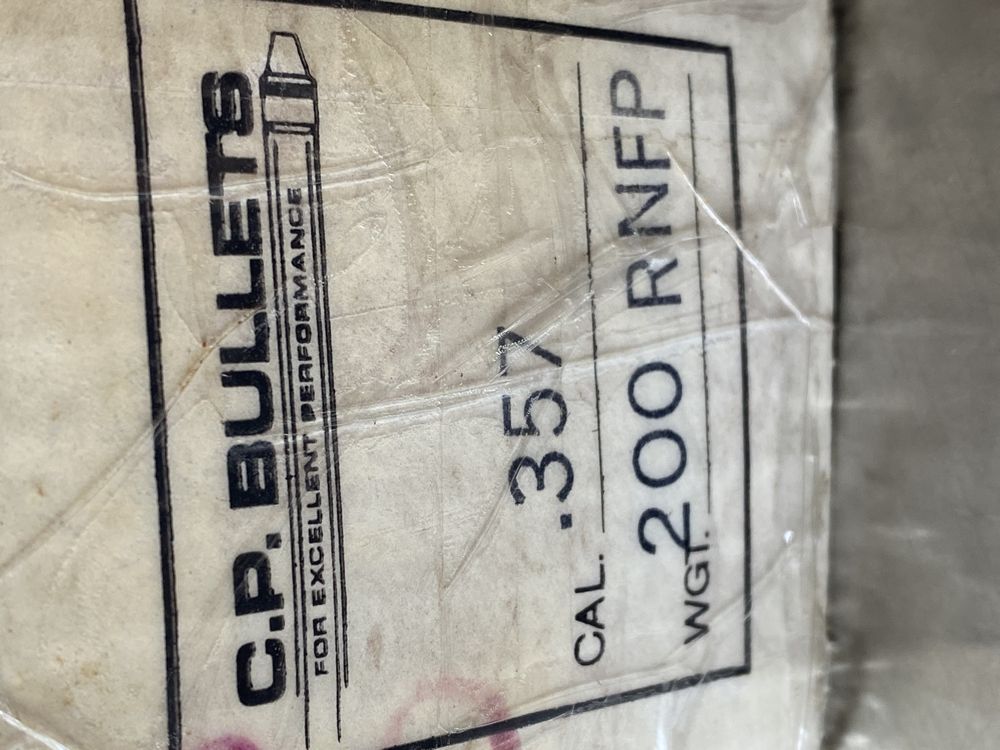 C.P. BULLETS
FOR EXCELLENT PERFORMANCE
CAL. .357
WGT. 200 RNFP